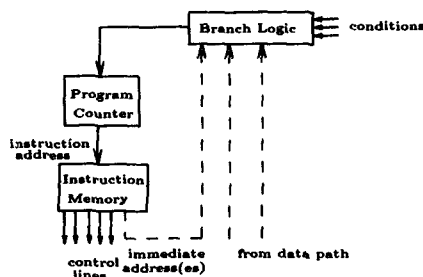 Branch Logic
conditions
Program
Counter
instruction
address
Instruction
Memory
control
lines
immediate
address(es)
from data path